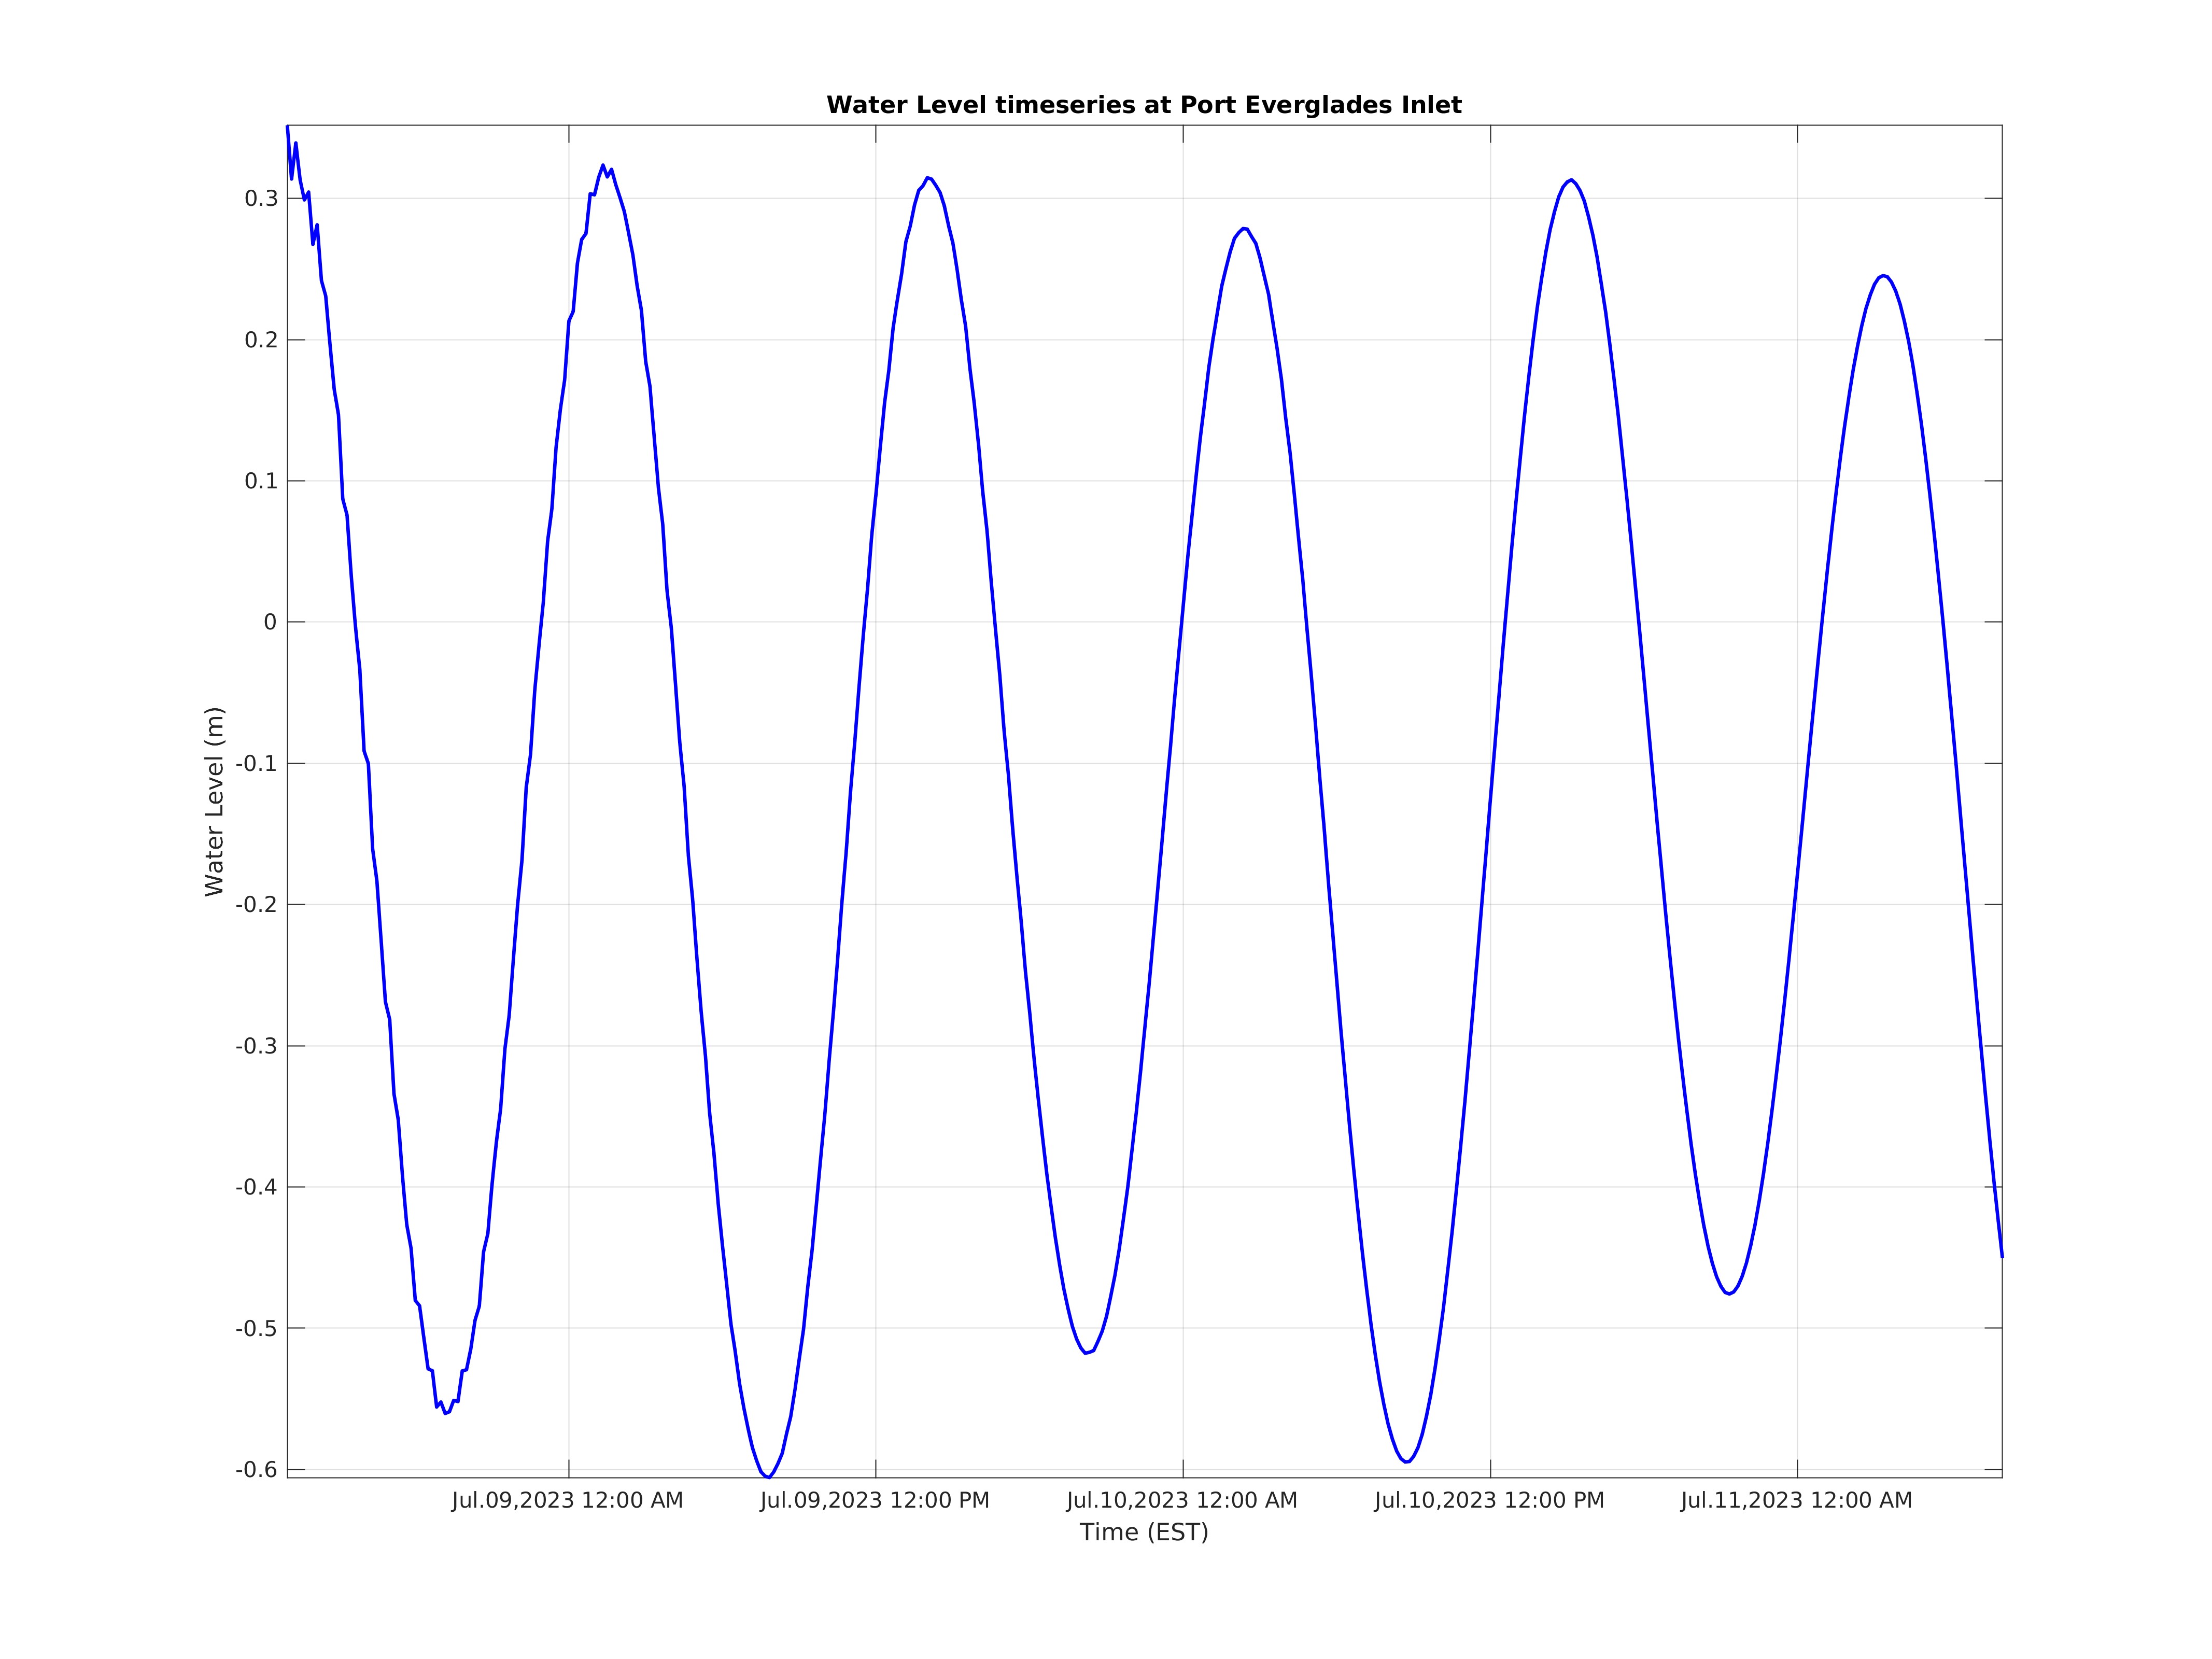 Water Level timeseries at Port Everglades Inlet
0.3
0.2
0.1
0
-0.1
-0.2
-0.3
-0.4
-0.5
-0.6
Water Level (m)
Jul.09,2023 12:00 AM
Jul.09,2023 12:00 PM
Jul.10,2023 12:00 AM
Jul.10,2023 12:00 PM
Jul.11,2023 12:00 AM
Time (EST)